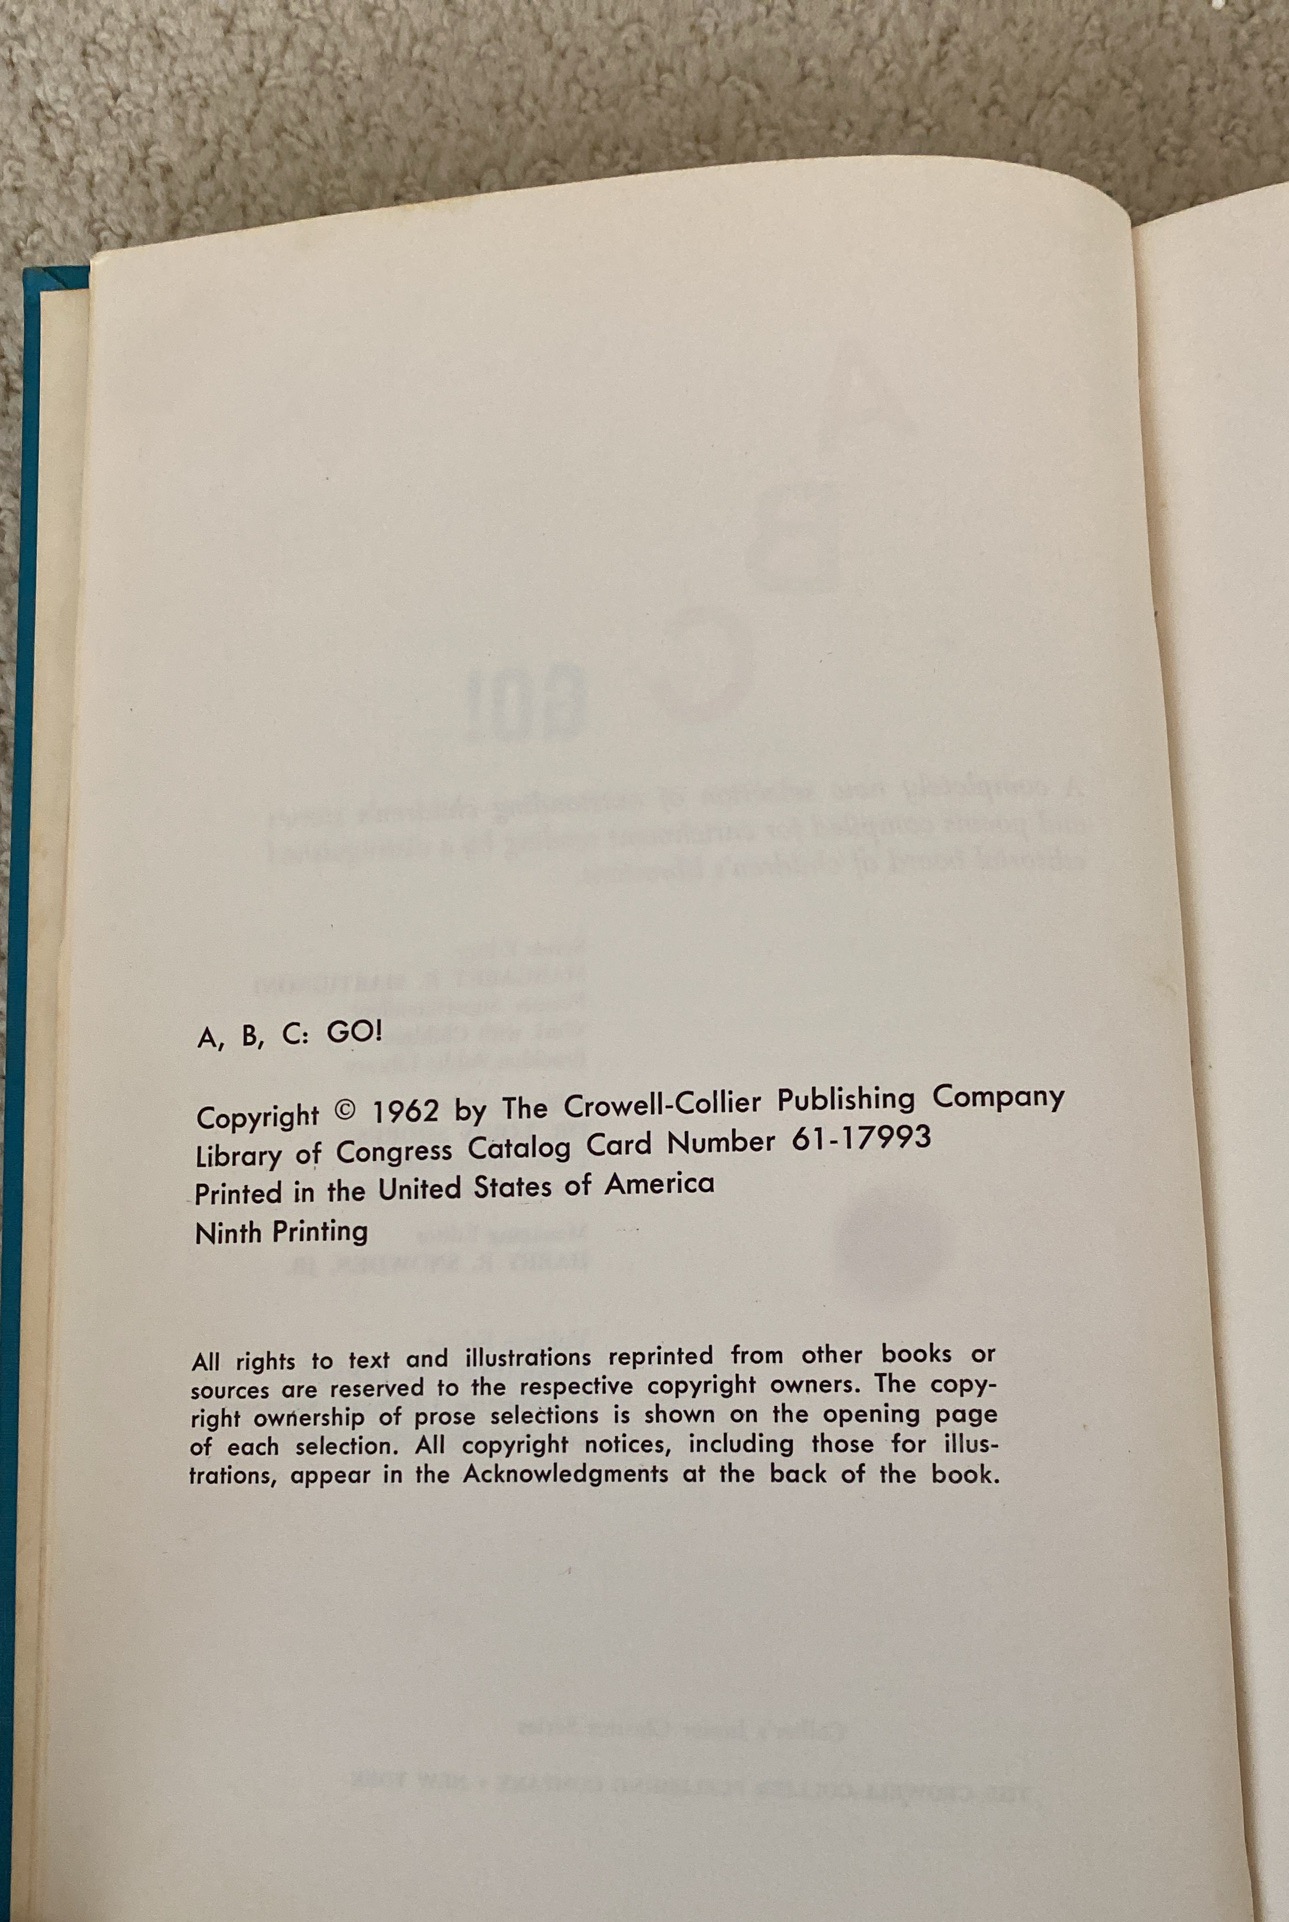 A, B, C: GO!
Copyright © 1962 by The Crowell-Collier Publishing Company
Library of Congress Catalog Card Number 61-17993
Printed in the United States of America
Ninth Printing
All rights to text and illustrations reprinted from other books or
sources are reserved to the respective copyright owners. The copy-
right ownership of prose selections is shown on the opening page
of each selection. All copyright notices, including those for illus-
trations, appear in the Acknowledgments at the back of the book.